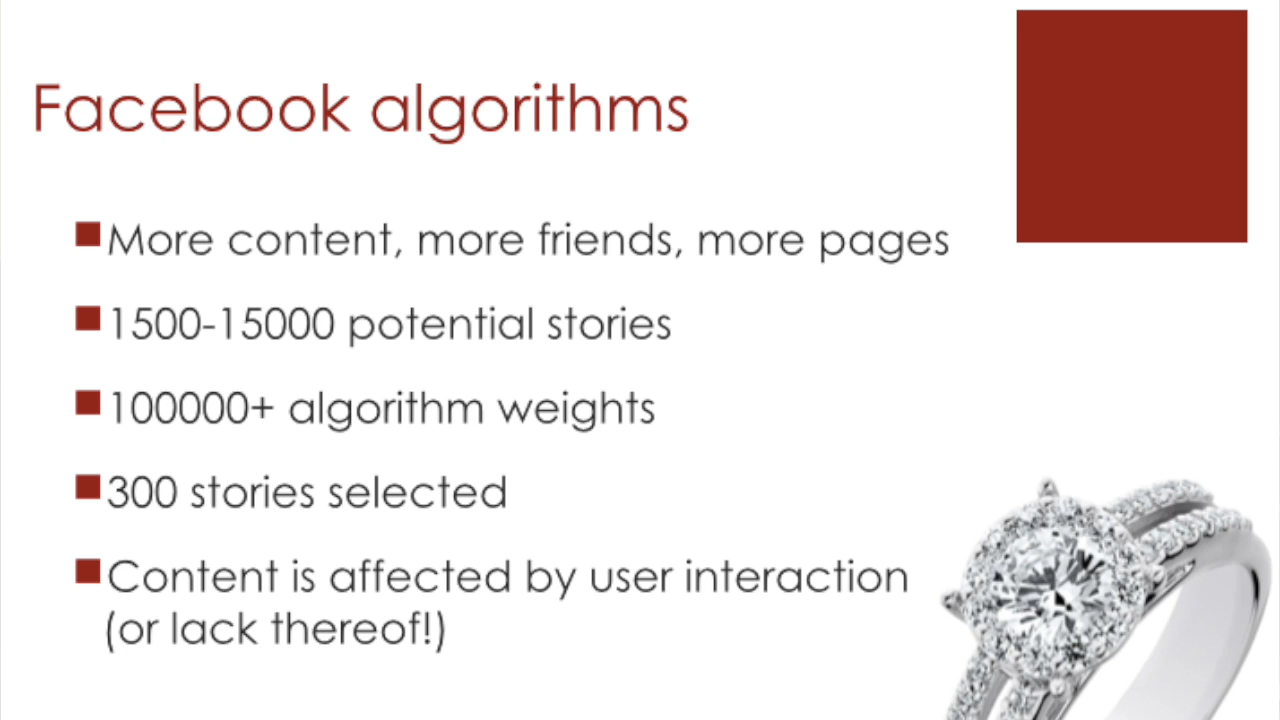 Facebook algorithms
More content, more friends, more pages
1500-15000 potential stories
100000+ algorithm weights
300 stories selected
Content is affected by user interaction
(or lack thereof!)